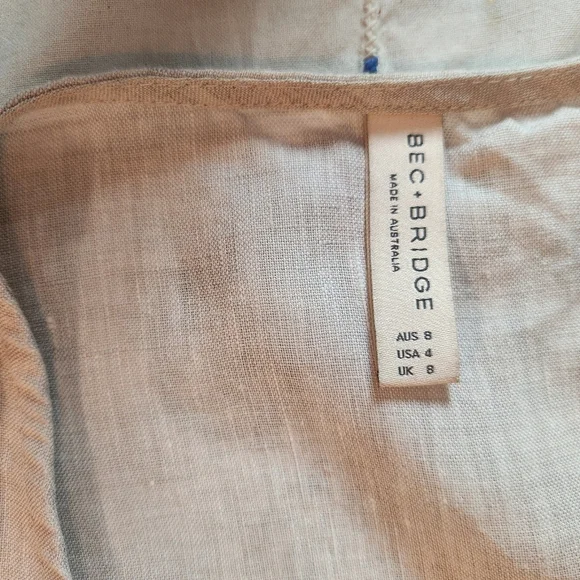 BEC + BRIDGE
MADE IN AUSTRALIA
AUS 8
USA 4
UK 8